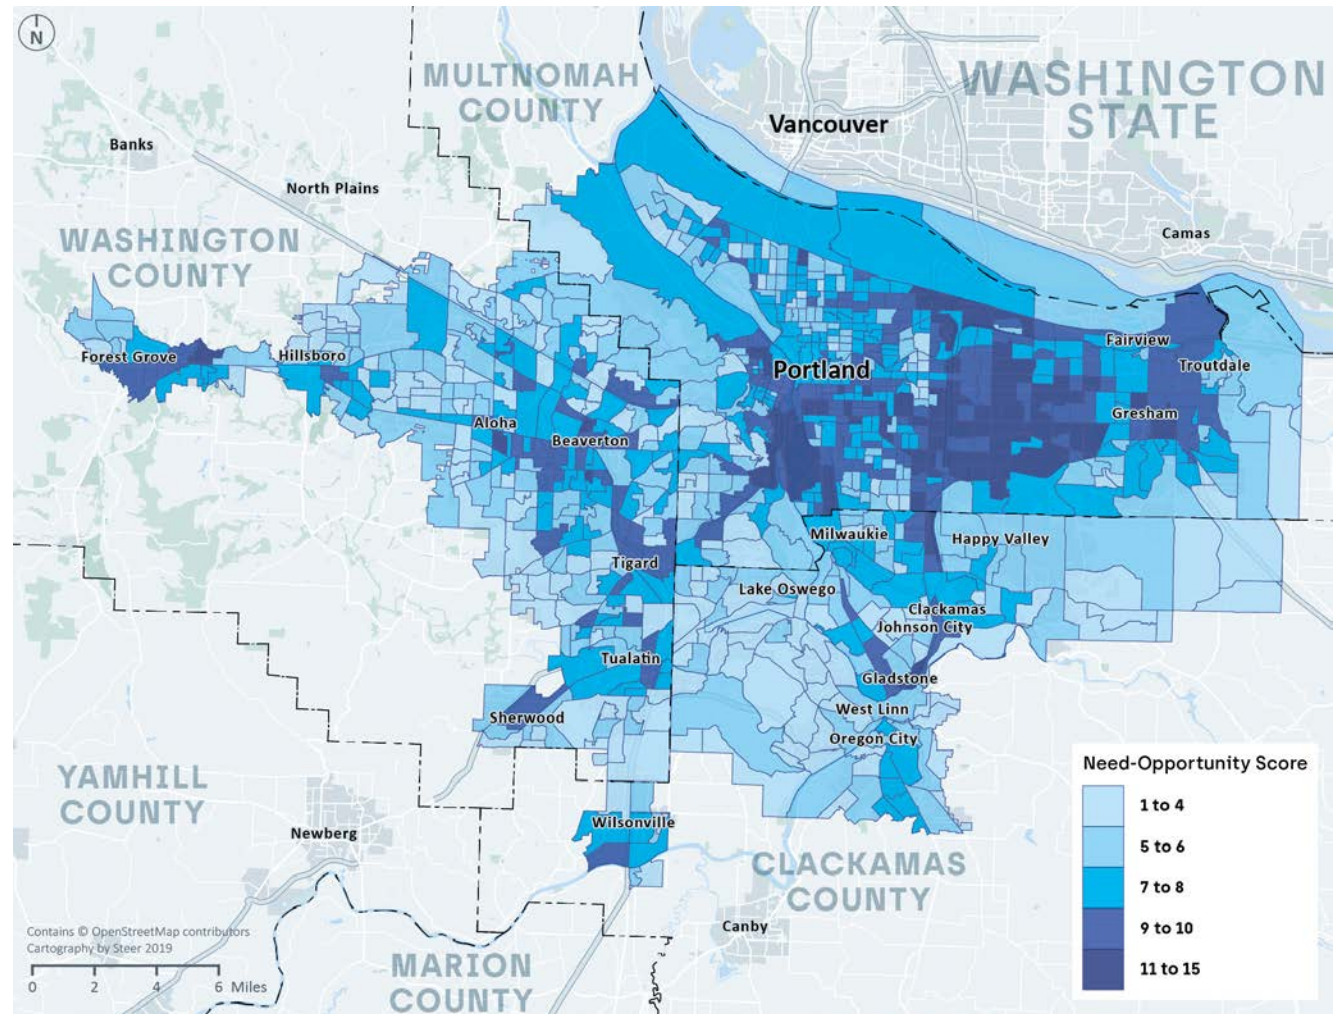 N
MULTNOMAH
COUNTY
WASHINGTON
STATE
Vancouver
Banks
North Plains
Camas
WASHINGTON
COUNTY
Forest Grove
Hillsboro
Fairview
Portland
Troutdale
Gresham
Aloha
Beaverton
Milwaukie
Happy Valley
Tigard
Lake Oswego
Clackamas
Johnson City
Tualatin
Gladstone
West Linn
Sherwood
Oregon City
YAMHILL
COUNTY
Newberg
Wilsonville
CLACKAMAS
COUNTY
Canby
MARION
COUNTY
Need-Opportunity Score
1 to 4
5 to 6
7 to 8
9 to 10
11 to 15
Contains © OpenStreetMap contributors
Cartography by Steer 2019
0 2 4 6 Miles